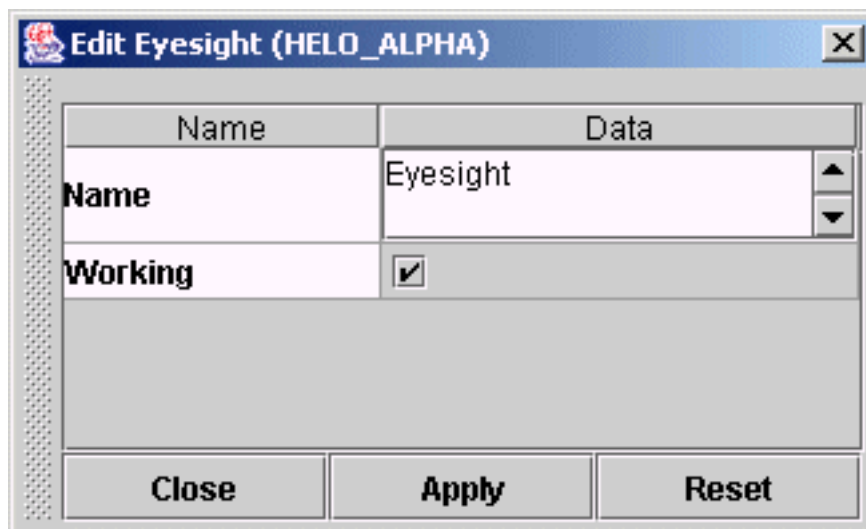 Edit Eyesight (HELO_ALPHA)
Name Data
Name Eyesight
Working
Close Apply Reset